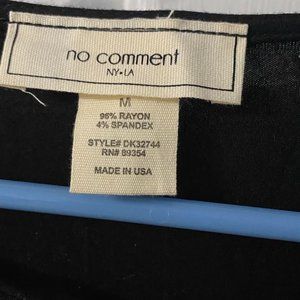 no comment
NY•LA
M
96% RAYON
4% SPANDEX
STYLE# DK32744
RN# 89354
MADE IN USA